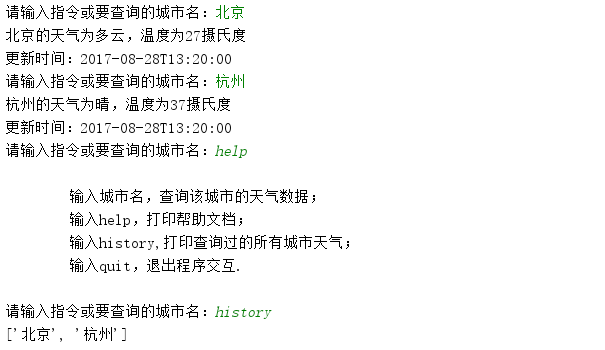 请输入指令或要查询的城市名：北京
北京的天气为多云，温度为27摄氏度
更新时间：2017-08-28T13:20:00
请输入指令或要查询的城市名：杭州
杭州的天气为晴，温度为37摄氏度
更新时间：2017-08-28T13:20:00
请输入指令或要查询的城市名：help
输入城市名，查询该城市的天气数据；
输入help，打印帮助文档；
输入history,打印查询过的所有城市天气；
输入quit，退出程序交互.
请输入指令或要查询的城市名：history
['北京', '杭州']